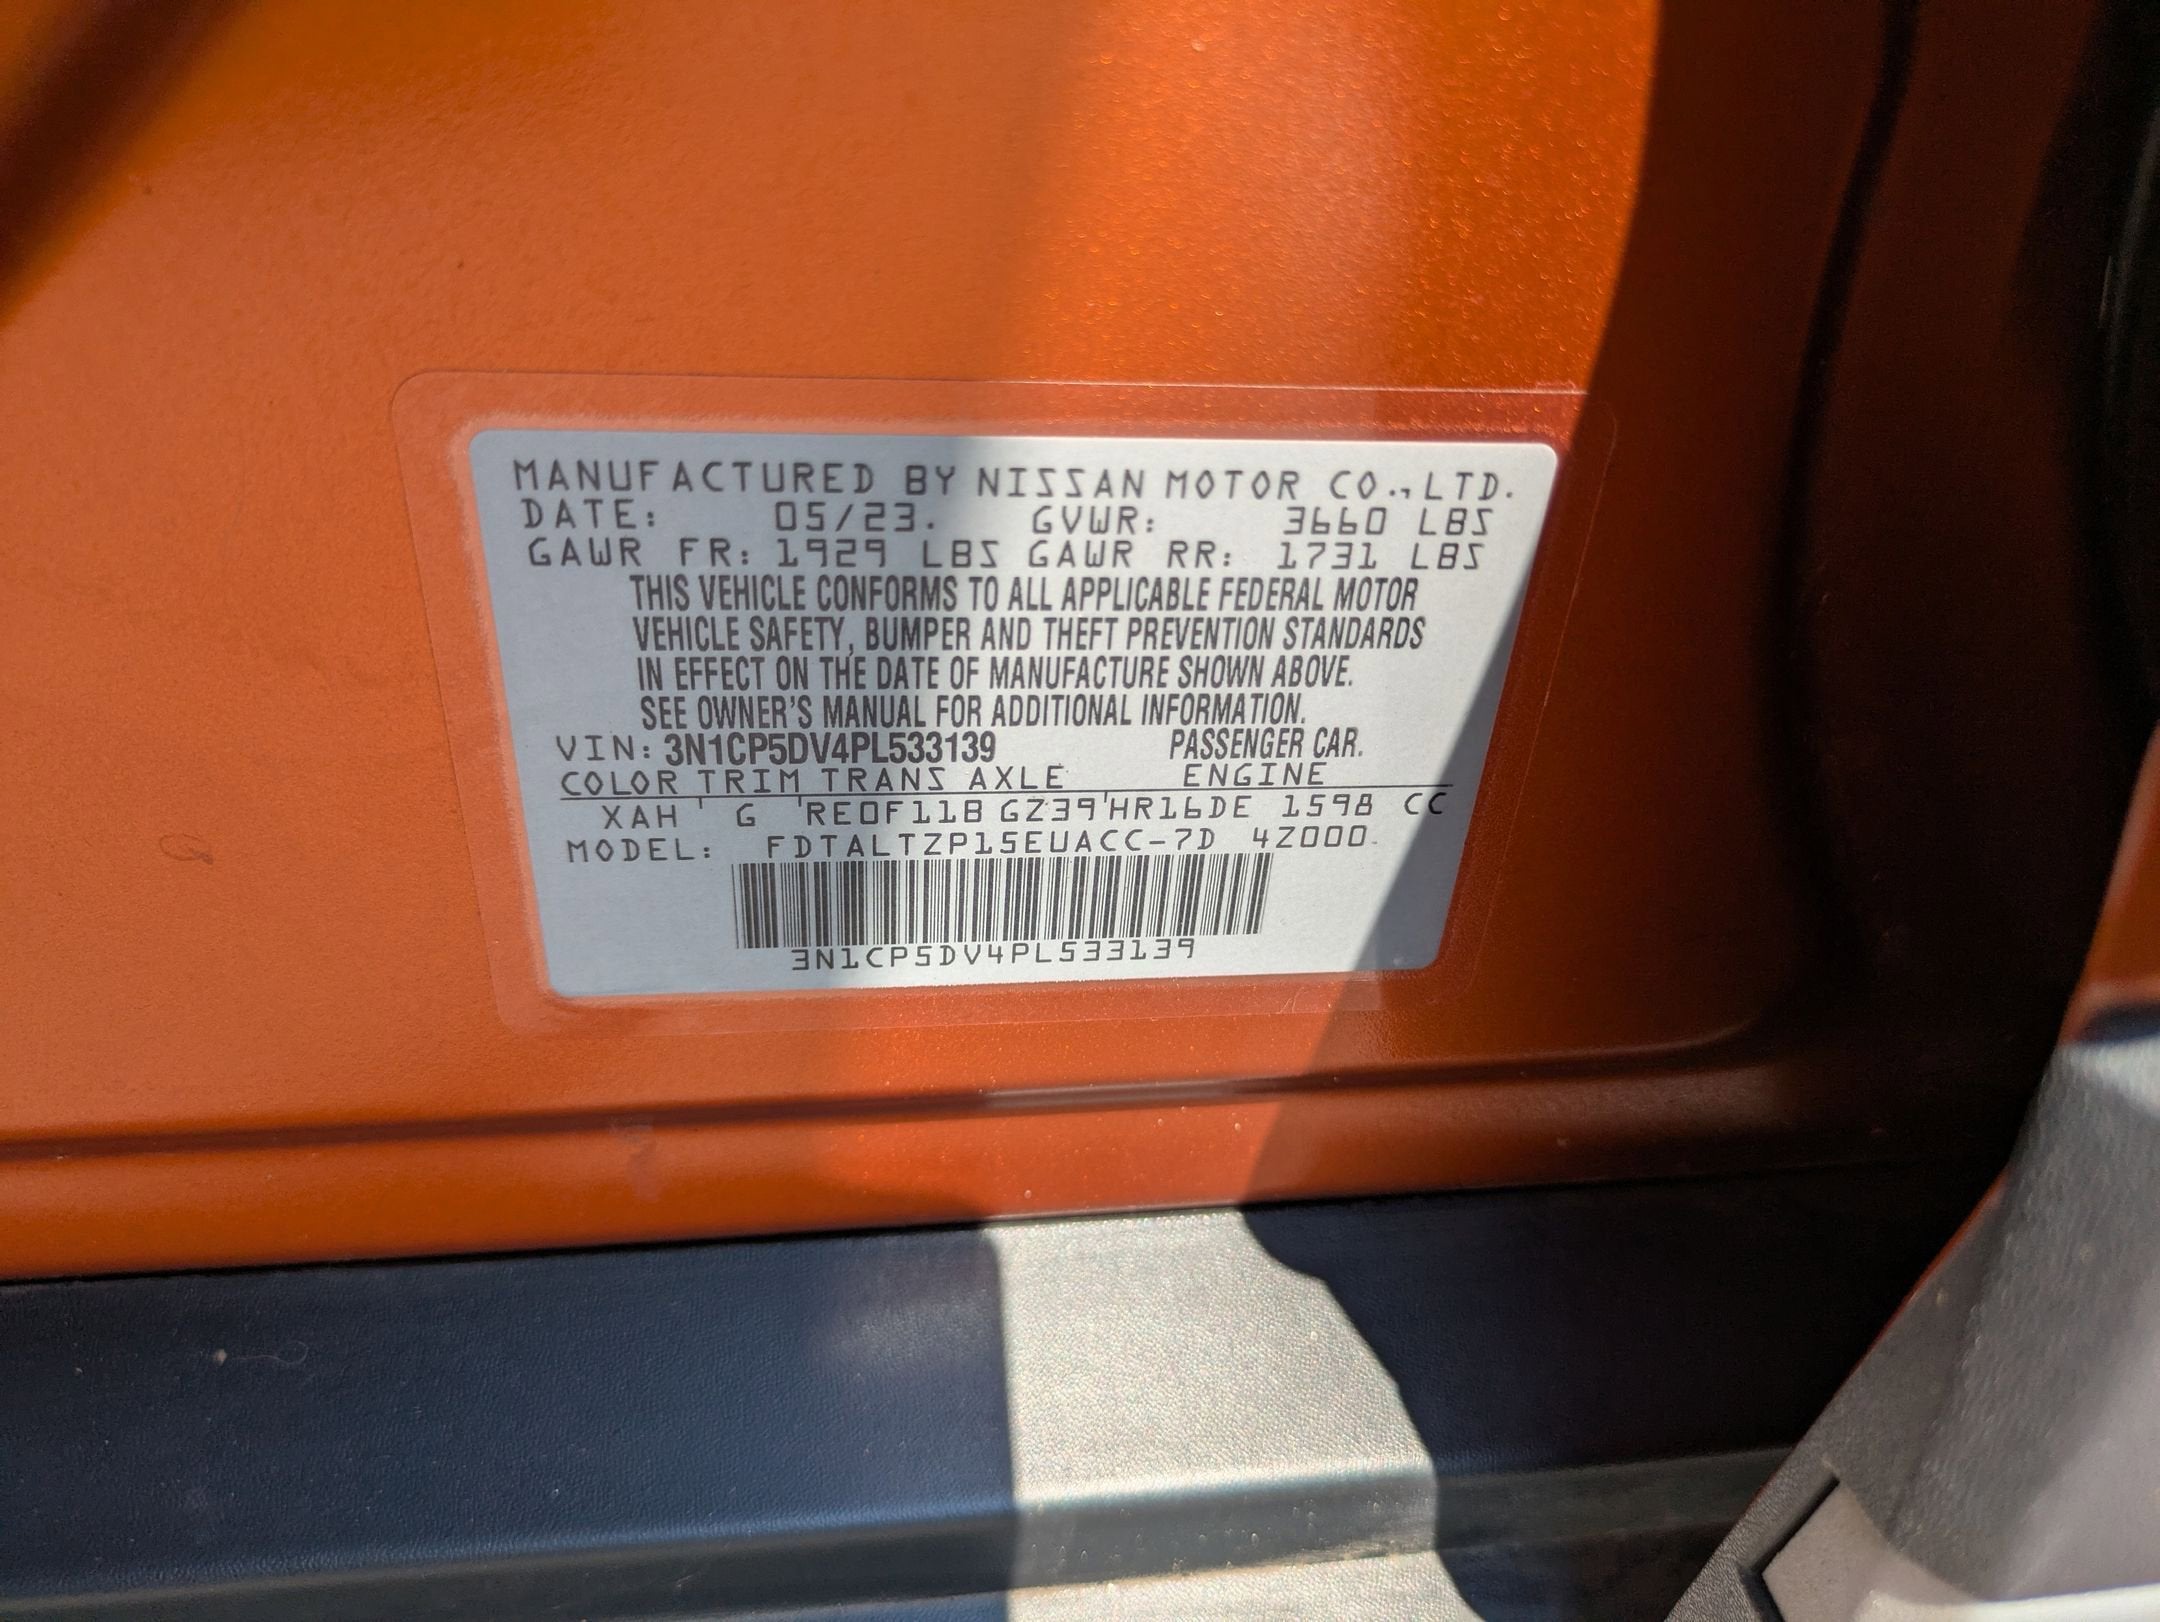 MANUFACTURED BY NISSAN MOTOR CO.,LTD.
DATE: 05/23. GVWR: 3660 LBS
GAWR FR: 1929 LBS GAWR RR: 1731 LBS
THIS VEHICLE CONFORMS TO ALL APPLICABLE FEDERAL MOTOR
VEHICLE SAFETY, BUMPER AND THEFT PREVENTION STANDARDS
IN EFFECT ON THE DATE OF MANUFACTURE SHOWN ABOVE.
SEE OWNER'S MANUAL FOR ADDITIONAL INFORMATION.
VIN: 3N1CP5DV4PL533139 PASSENGER CAR.
COLOR TRIM TRANS AXLE ENGINE
XAH G RE0F11B GZ39 HR16DE 1598 CC
MODEL: FDTALTZP15EUACC-7D 4Z000
3N1CP5DV4PL533139